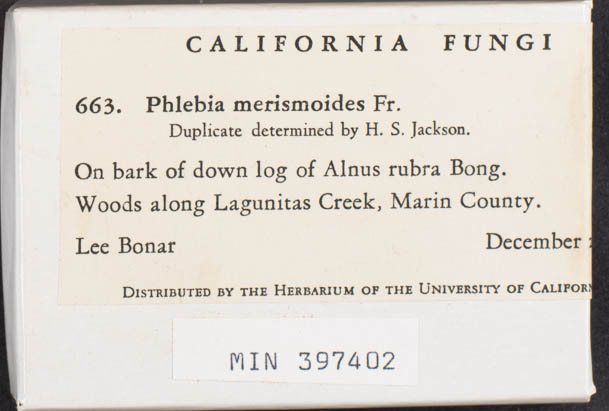 CALIFORNIA FUNGI
663. Phlebia merismoides Fr.
Duplicate determined by H. S. Jackson.
On bark of down log of Alnus rubra Bong.
Woods along Lagunitas Creek, Marin County.
Lee Bonar December
DISTRIBUTED BY THE HERBARIUM OF THE UNIVERSITY OF CALIFOR
MIN 397402